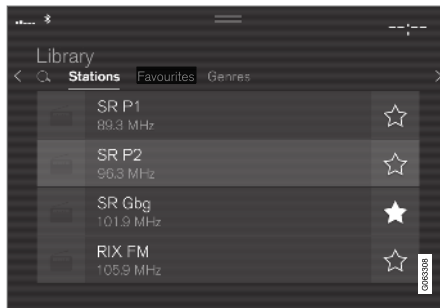 --:--
Library
Stations Favourites Genres
SR P1
89.3 MHz
SR P2
96.3 MHz
SR Gbg
101.9 MHz
RIX FM
105.9 MHz
G063308